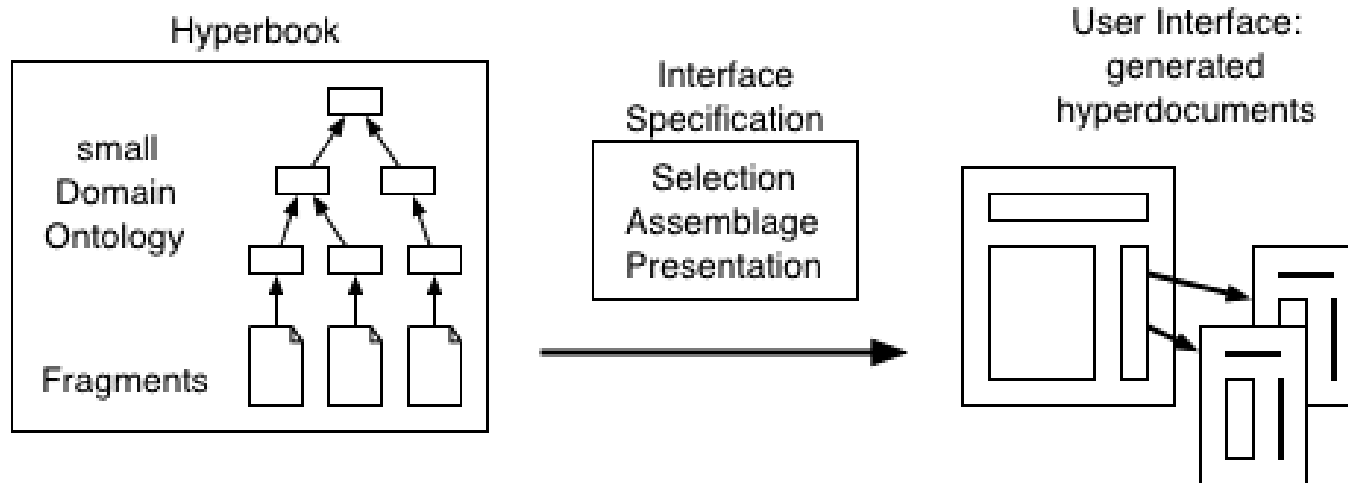 Hyperbook
small
Domain
Ontology
Fragments
Interface
Specification
Selection
Assemblage
Presentation
User Interface:
generated
hyperdocuments